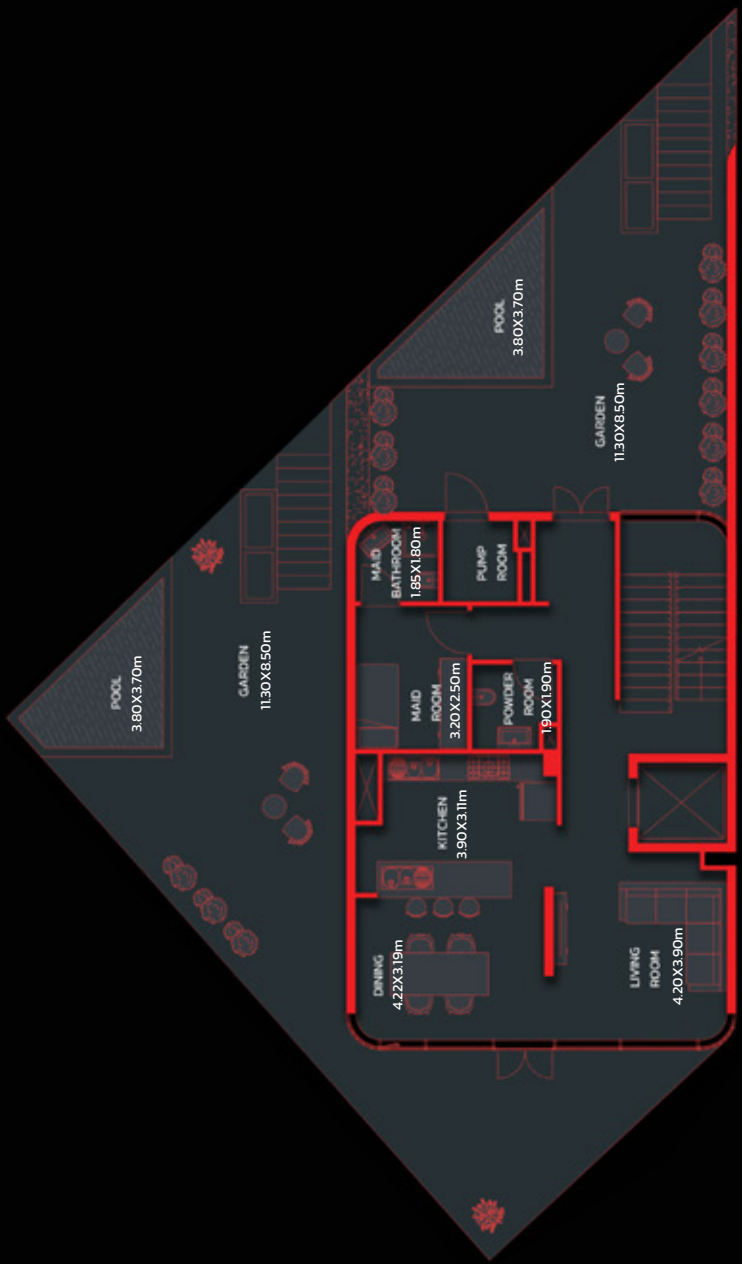 POOL
3.80X3.70m
GARDEN
11.30X8.50m
POOL
3.80X3.70m
GARDEN
11.30X8.50m
MAID
BATHROOM
1.85X1.80m
PUMP
ROOM
MAID
ROOM
3.20X2.50m
POWDER
ROOM
1.90X1.90m
KITCHEN
3.90X3.11m
DINING
4.22X3.19m
LIVING
ROOM
4.20X3.90m